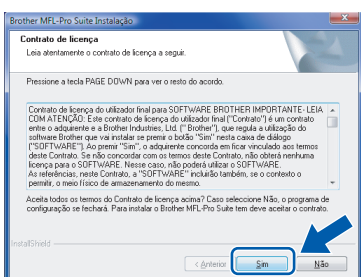 Brother MFL-Pro Suite Instalação
Contrato de licença
Leia atentamente o contrato de licença a seguir.
Pressione a tecla PAGE DOWN para ver o resto do acordo.
Contrato de licença do utilizador final para SOFTWARE BROTHER IMPORTANTE- LEIA
COM ATENÇÃO: Este contrato de licença do utilizador final ("Contrato") é um contrato
entre o adquirente e a Brother Industries, Ltd. ("Brother"), que regula a utilização do
software Brother que vai instalar se premir o botão "Sim" nesta caixa de diálogo
("SOFTWARE"). Ao premir "Sim", o adquirente concorda em ficar vinculado aos termos
deste Contrato. Se não concordar com os termos deste Contrato, não obterá nenhuma
licença para o SOFTWARE. Nesse caso, não poderá utilizar o SOFTWARE.
As referências, neste Contrato, a "SOFTWARE" incluirão também, se o contexto o
permitir, o meio físico de armazenamento do mesmo.
Aceita todos os termos do Contrato de licença acima? Caso seleccione Não, o programa de
configuração se fechará. Para instalar o Brother MFL-Pro Suite tem deve aceitar o contrato.
InstallShield
< Anterior Sim Não